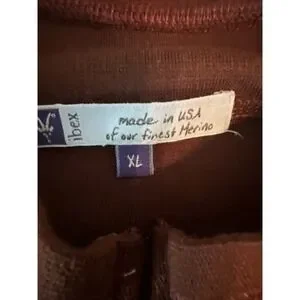 ibex
made in USA
of our finest Merino
XL